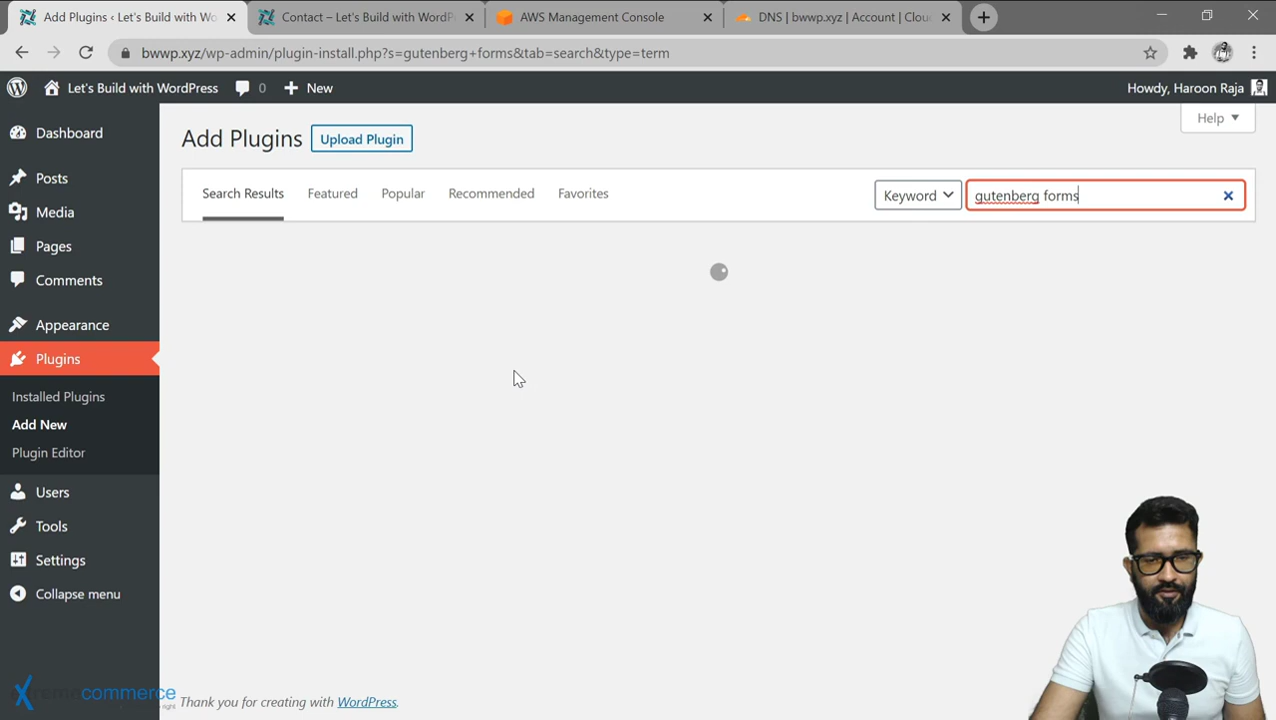 Add Plugins ‹ Let's Build with Wo
Contact – Let's Build with WordP
AWS Management Console
DNS | bwwp.xyz | Account | Clou
bwwp.xyz/wp-admin/plugin-install.php?s=gutenberg+forms&tab=search&type=term
Let's Build with WordPress
0
New
Howdy, Haroon Raja
Help
Dashboard
Posts
Media
Pages
Comments
Appearance
Plugins
Installed Plugins
Add New
Plugin Editor
Users
Tools
Settings
Collapse menu
Add Plugins
Upload Plugin
Search Results
Featured
Popular
Recommended
Favorites
Keyword
gutenberg forms
Thank you for creating with WordPress.
commerce